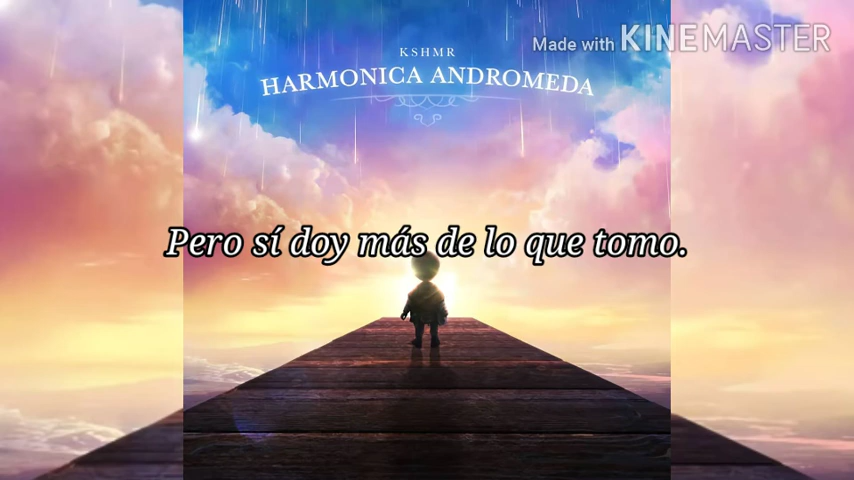 Made with KINEMASTER
KSHMR
HARMONICA ANDROMEDA
Pero sí doy más de lo que tomo.